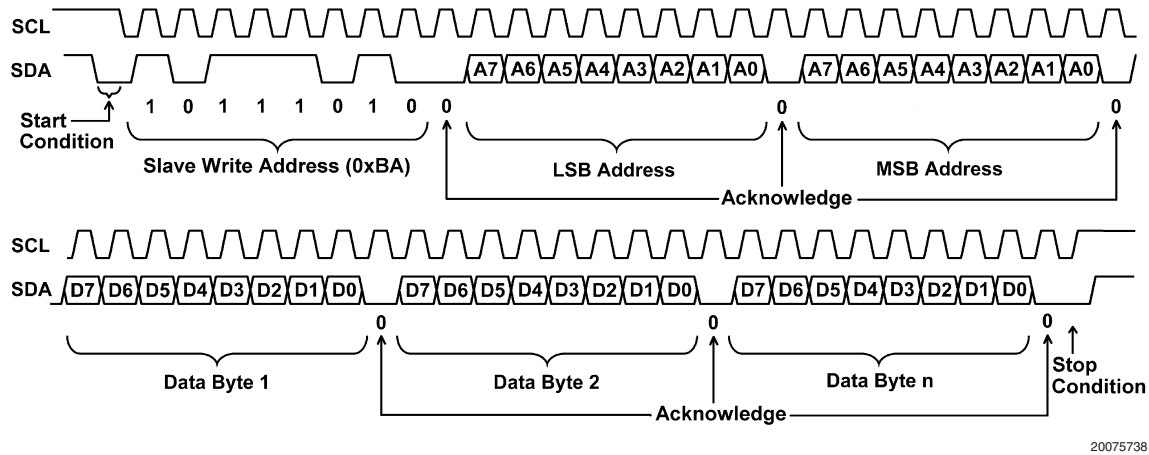 SCL
SDA A7 A6 A5 A4 A3 A2 A1 A0 A7 A6 A5 A4 A3 A2 A1 A0
1 0 1 1 1 0 1 0 0 0 0
Start
Condition
Slave Write Address (0xBA)
LSB Address
MSB Address
Acknowledge
SCL
SDA D7 D6 D5 D4 D3 D2 D1 D0 D7 D6 D5 D4 D3 D2 D1 D0 D7 D6 D5 D4 D3 D2 D1 D0
0 0 0
Data Byte 1
Data Byte 2
Data Byte n
Stop
Condition
Acknowledge
20075738